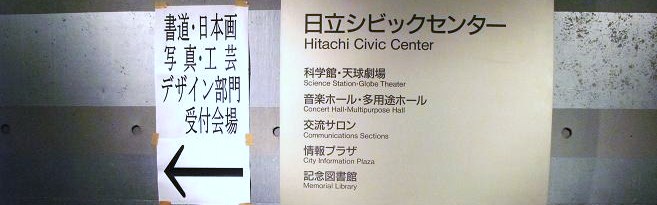 書道・日本画
写真・工芸
デザイン部門
受付会場
日立シビックセンター
Hitachi Civic Center
科学館・天球劇場
Science Station・Globe Theater
音楽ホール・多用途ホール
Concert Hall・Multipurpose Hall
交流サロン
Communications Sections
情報プラザ
City Information Plaza
記念図書館
Memorial Library